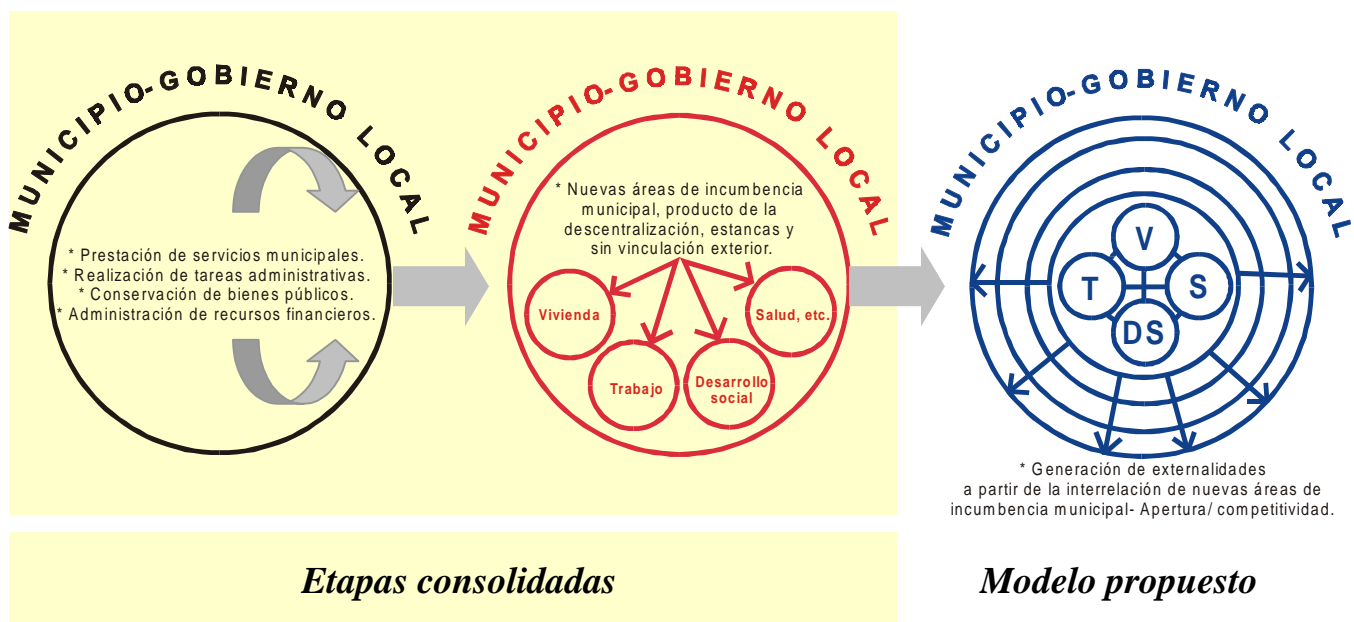 MUNICIPIO-GOBIERNO LOCAL
* Prestación de servicios municipales.
* Realización de tareas administrativas.
* Conservación de bienes públicos.
* Administración de recursos financieros.
MUNICIPIO-GOBIERNO LOCAL
* Nuevas áreas de incumbencia
municipal, producto de la
descentralización, estancas y
sin vinculación exterior.
Vivienda
Trabajo
Desarrollo
social
Salud, etc.
MUNICIPIO-GOBIERNO LOCAL
V
T
S
DS
* Generación de externalidades
a partir de la interrelación de nuevas áreas de
incumbencia municipal- Apertura/ competitividad.
Etapas consolidadas
Modelo propuesto